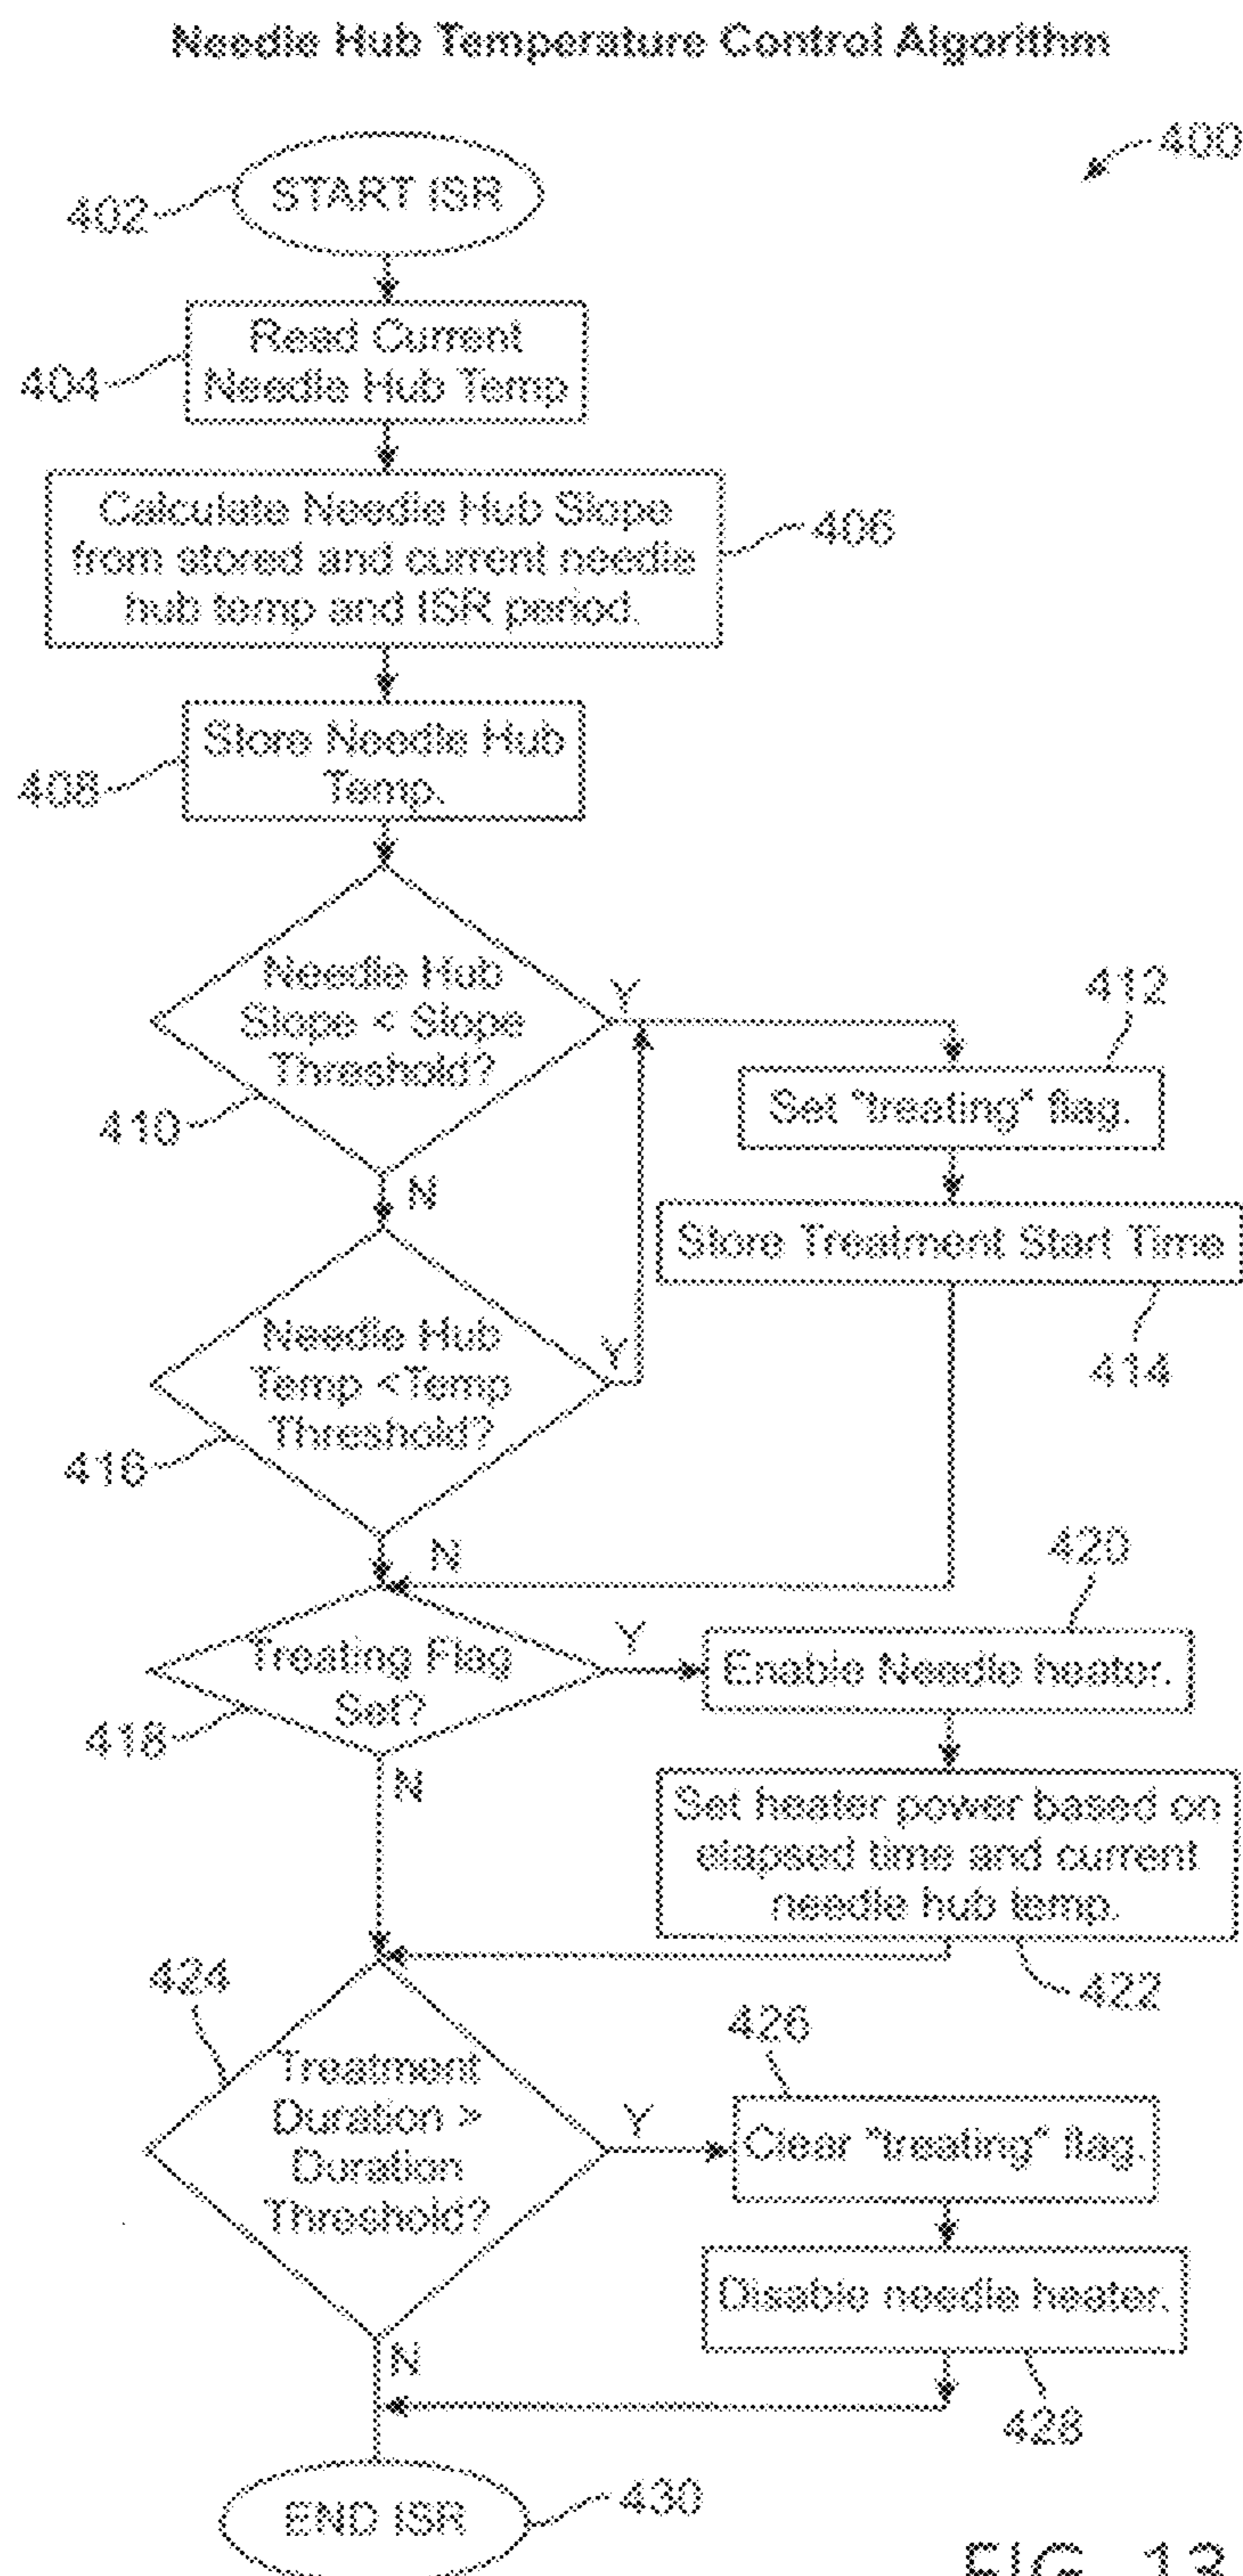 Needle Hub Temperature Control Algorithm
400
402
START ISR
404
Read Current
Needle Hub Temp
Calculate Needle Hub Slope
from stored and current needle
hub temp and ISR period.
406
408
Store Needle Hub
Temp.
Needle Hub
Slope < Slope
Threshold?
410
Y
N
412
Set "treating" flag.
Store Treatment Start Time
414
Needle Hub
Temp <Temp
Threshold?
416
Y
N
Treating Flag
Set?
418
Y
N
420
Enable Needle heater.
Set heater power based on
elapsed time and current
needle hub temp.
422
424
Treatment
Duration >
Duration
Threshold?
Y
N
426
Clear "treating" flag.
Disable needle heater.
428
END ISR
430
FIG. 13